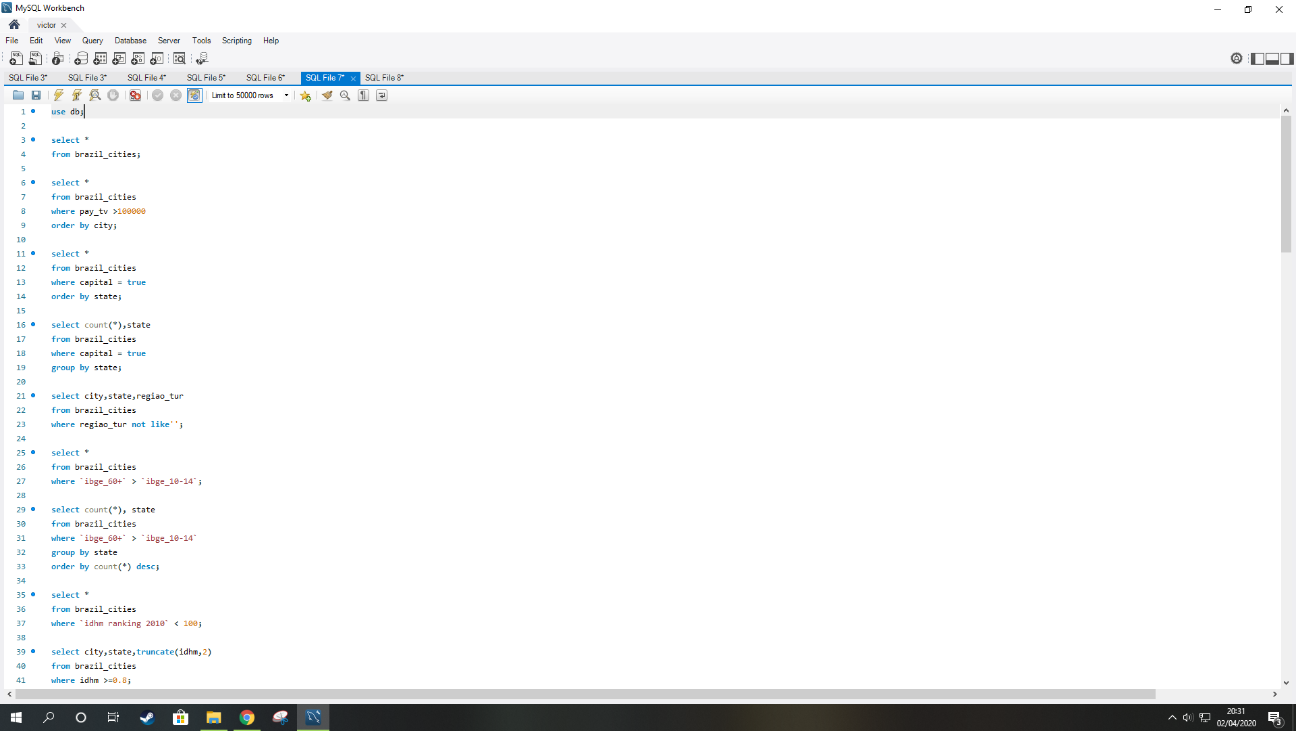 MySQL Workbench
victor
File Edit View Query Database Server Tools Scripting Help
SQL File 3* SQL File 3* SQL File 4* SQL File 5* SQL File 6* SQL File 7* SQL File 8*
Limit to 50000 rows
1 use db;
2
3 select *
4 from brazil_cities;
5
6 select *
7 from brazil_cities
8 where pay_tv >100000
9 order by city;
10
11 select *
12 from brazil_cities
13 where capital = true
14 order by state;
15
16 select count(*),state
17 from brazil_cities
18 where capital = true
19 group by state;
20
21 select city,state,regiao_tur
22 from brazil_cities
23 where regiao_tur not like'';
24
25 select *
26 from brazil_cities
27 where `ibge_60+` > `ibge_10-14`;
28
29 select count(*), state
30 from brazil_cities
31 where `ibge_60+` > `ibge_10-14`
32 group by state
33 order by count(*) desc;
34
35 select *
36 from brazil_cities
37 where `idhm ranking 2010` < 100;
38
39 select city,state,truncate(idhm,2)
40 from brazil_cities
41 where idhm >=0.8;
20:31
02/04/2020
3